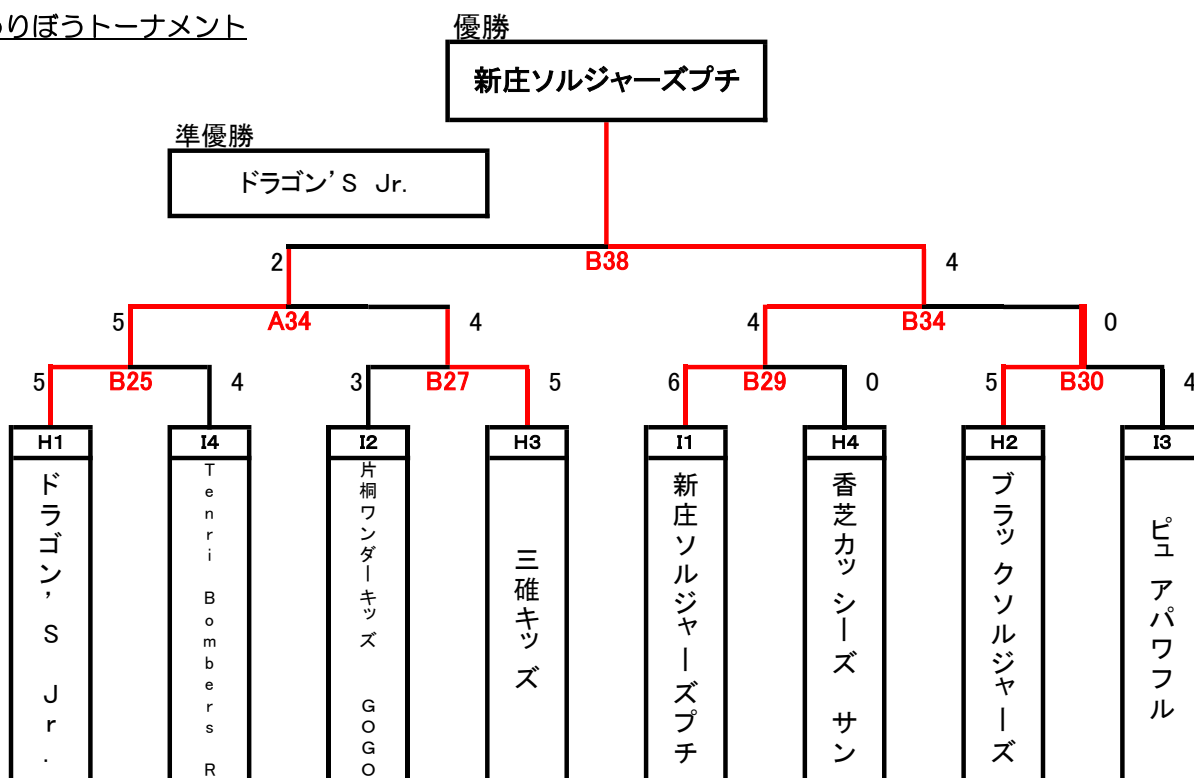 りぼうトーナメント
優勝
新庄ソルジャーズプチ
準優勝
ドラゴン’S Jr.
2 B38 4
5 A34 4 4 B34 0
5 B25 4 3 B27 5 6 B29 0 5 B30 4
H1 I4 I2 H3 I1 H4 H2 I3
ドラゴン’S Jr.
Tenri Bombers R
片桐ワンダーキッズ GOGO
三碓キッズ
新庄ソルジャーズプチ
香芝カッシーズ サン
ブラックソルジャーズ
ピュアパワフル